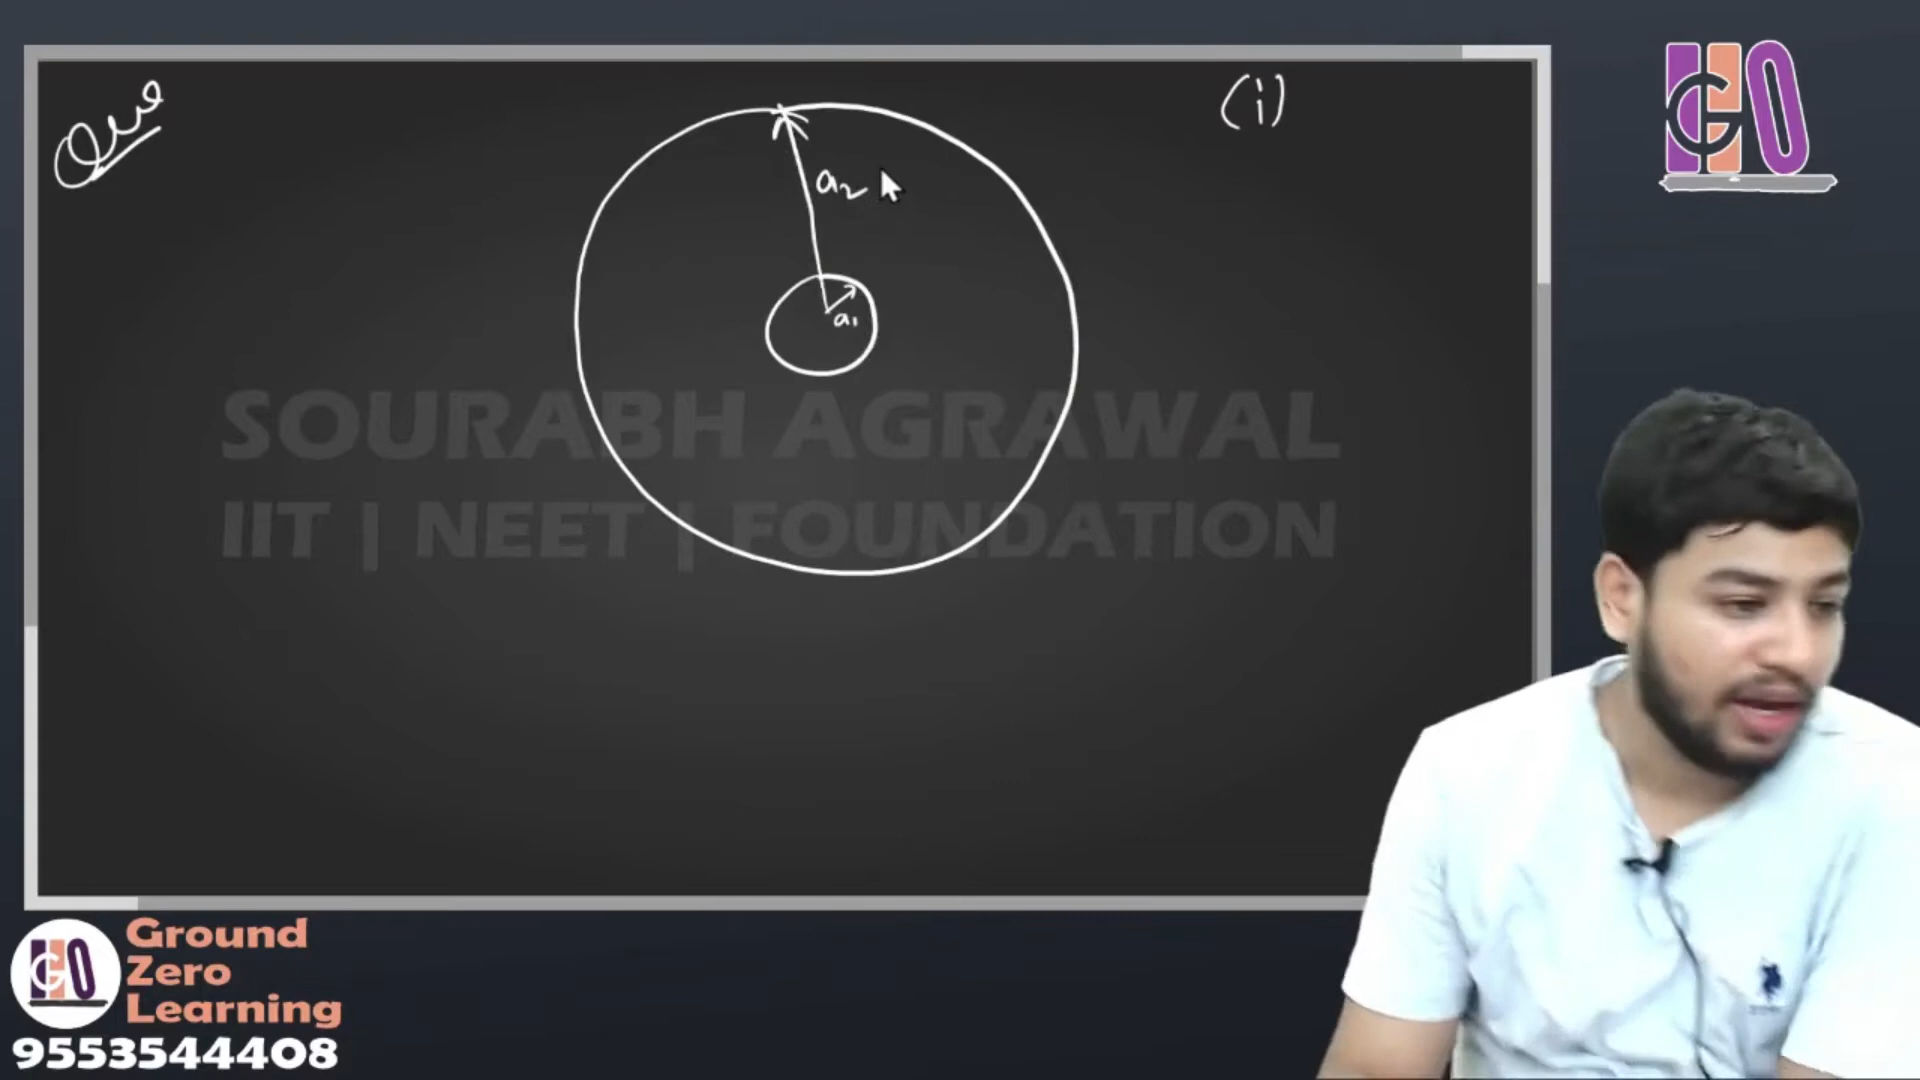 Que
(i)
a2
a1
SOURABH AGRAWAL
IIT | NEET | FOUNDATION
Ground
Zero
Learning
9553544408